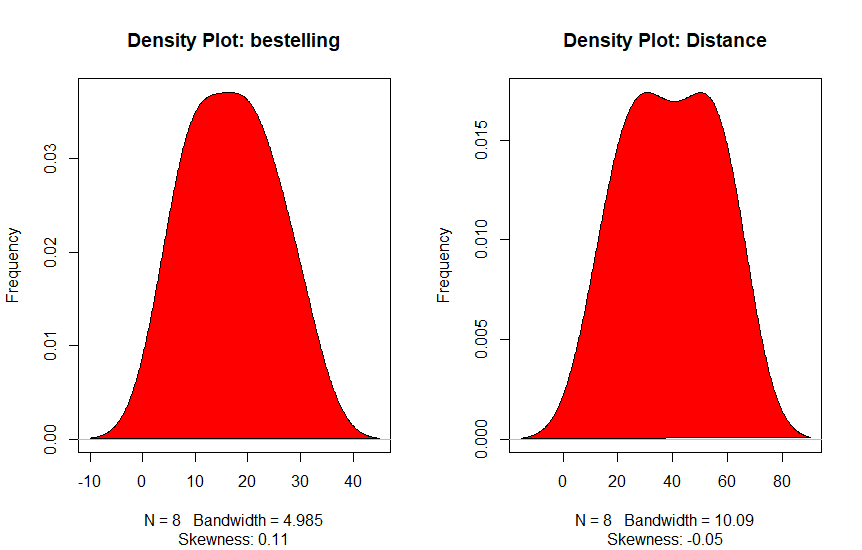 Density Plot: bestelling
Frequency
0.00
0.01
0.02
0.03
-10 0 10 20 30 40
N = 8 Bandwidth = 4.985
Skewness: 0.11
Density Plot: Distance
Frequency
0.000
0.005
0.010
0.015
0 20 40 60 80
N = 8 Bandwidth = 10.09
Skewness: -0.05